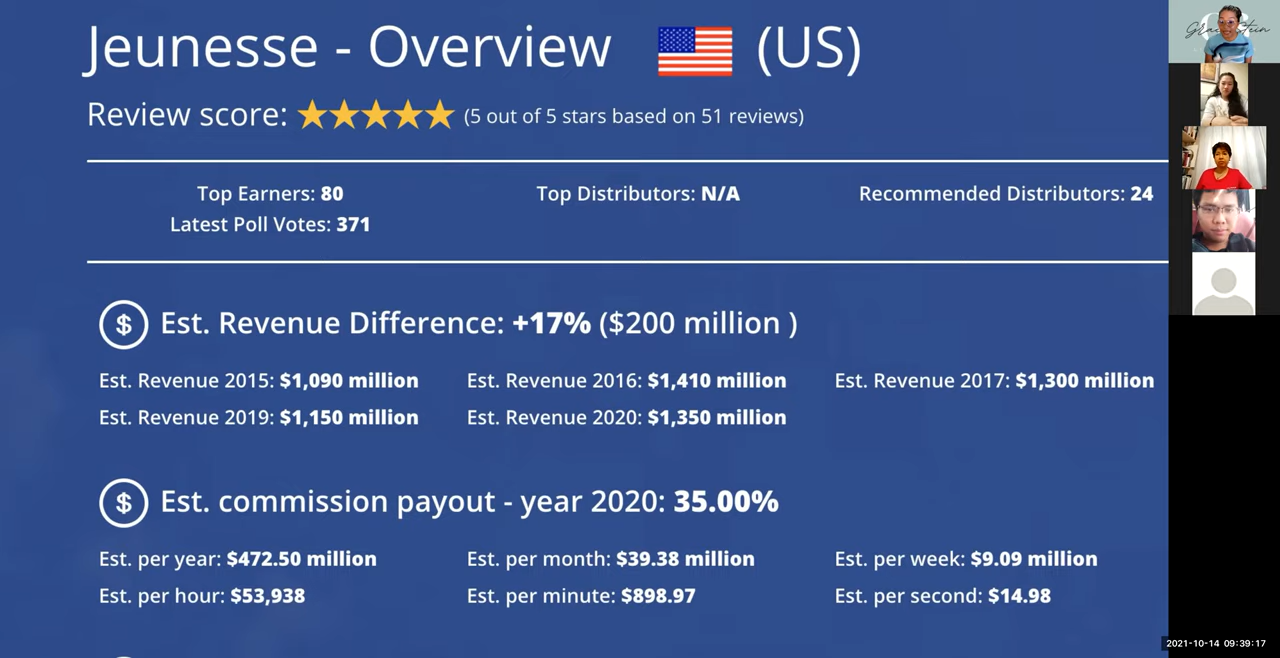 Jeunesse - Overview (US)
Review score: ★★★★★ (5 out of 5 stars based on 51 reviews)
Top Earners: 80
Top Distributors: N/A
Recommended Distributors: 24
Latest Poll Votes: 371
$ Est. Revenue Difference: +17% ($200 million )
Est. Revenue 2015: $1,090 million
Est. Revenue 2016: $1,410 million
Est. Revenue 2017: $1,300 million
Est. Revenue 2019: $1,150 million
Est. Revenue 2020: $1,350 million
$ Est. commission payout - year 2020: 35.00%
Est. per year: $472.50 million
Est. per month: $39.38 million
Est. per week: $9.09 million
Est. per hour: $53,938
Est. per minute: $898.97
Est. per second: $14.98
2021-10-14 09:39:17